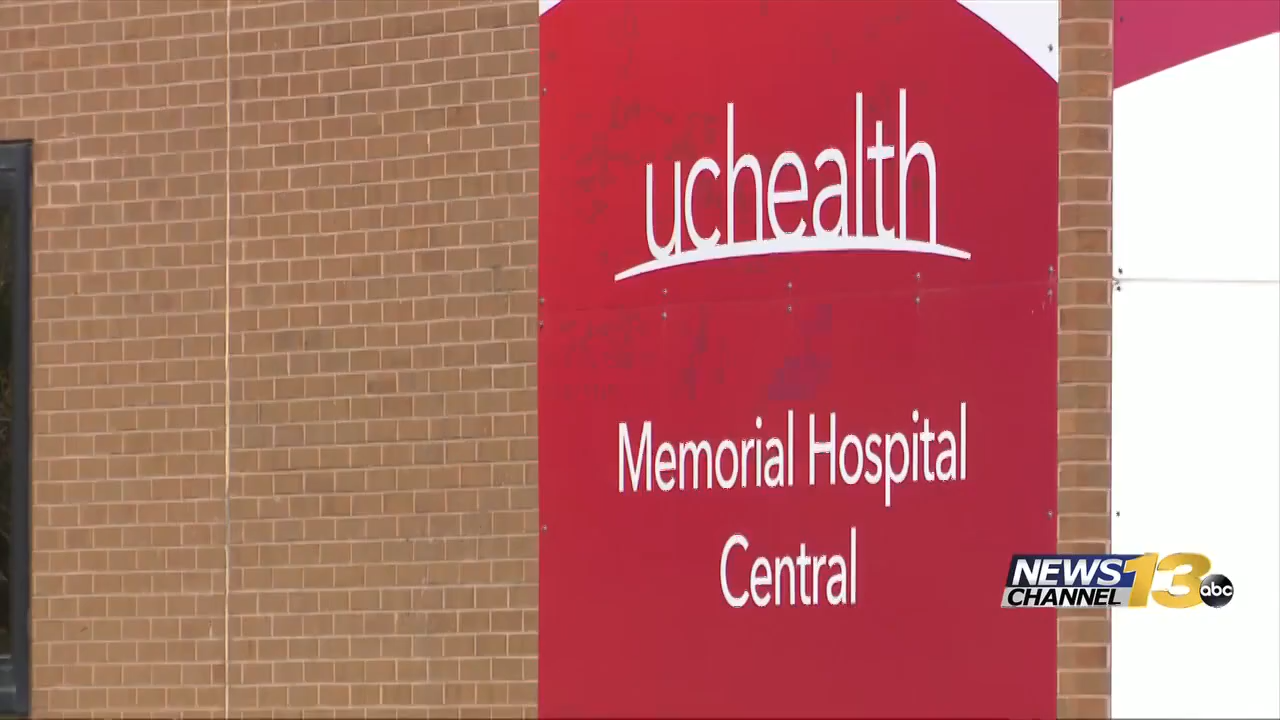 uchealth
Memorial Hospital
Central
NEWS
CHANNEL 13 abc